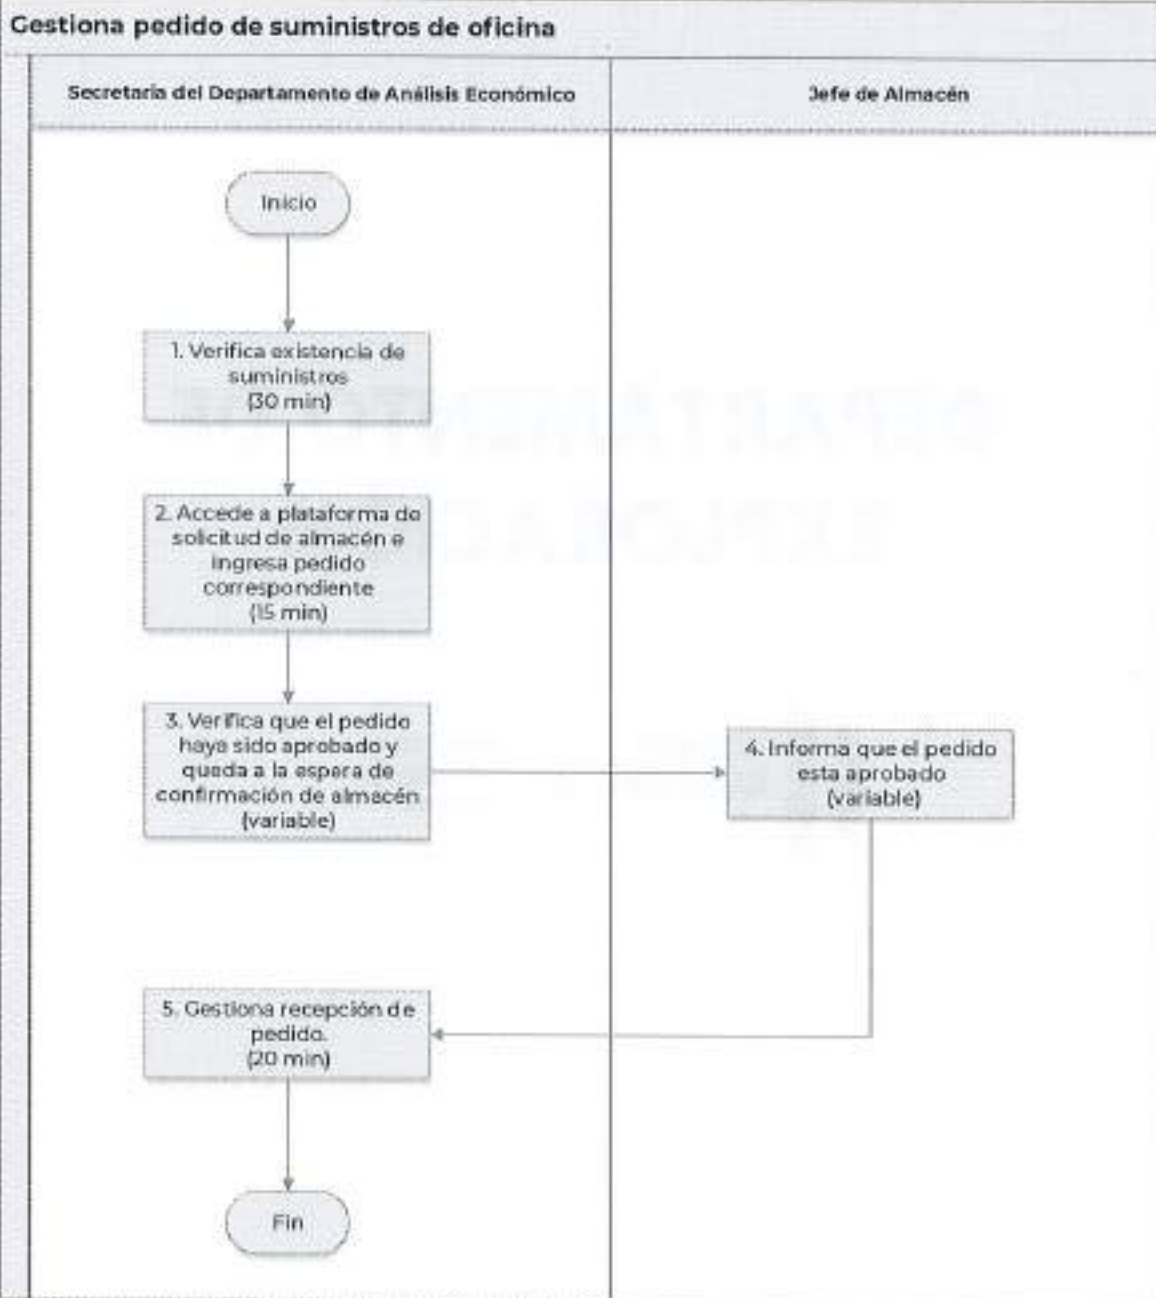 Gestiona pedido de suministros de oficina
Secretaria del Departamento de Análisis Económico
Jefe de Almacén
Inicio
1. Verifica existencia de
suministros
(30 min)
2. Accede a plataforma de
solicitud de almacén e
ingresa pedido
correspondiente
(15 min)
3. Verifica que el pedido
haya sido aprobado y
queda a la espera de
confirmación de almacén
(variable)
4. Informa que el pedido
esta aprobado
(variable)
5. Gestiona recepción de
pedido.
(20 min)
Fin